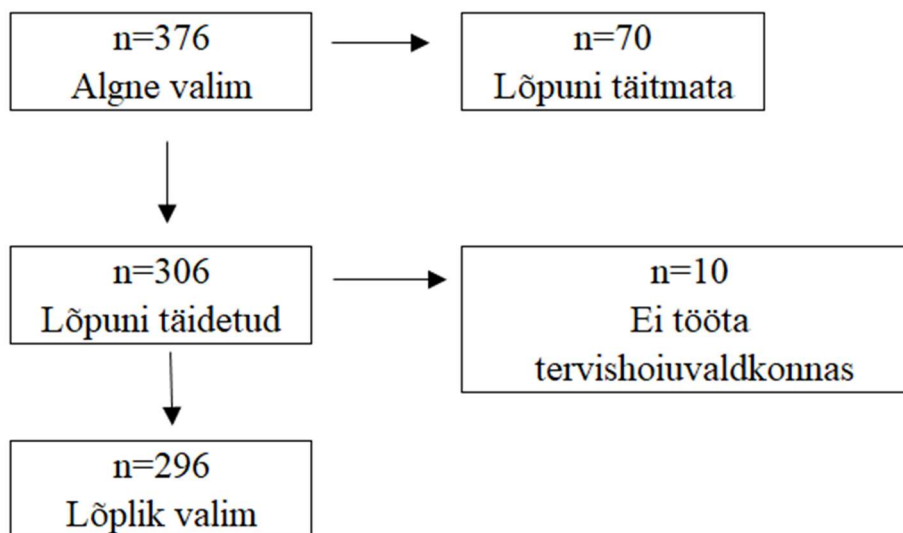 n=376
Algne valim
n=70
Lõpuni täitmata
n=306
Lõpuni täidetud
n=10
Ei tööta
tervishoiuvaldkonnas
n=296
Lõplik valim